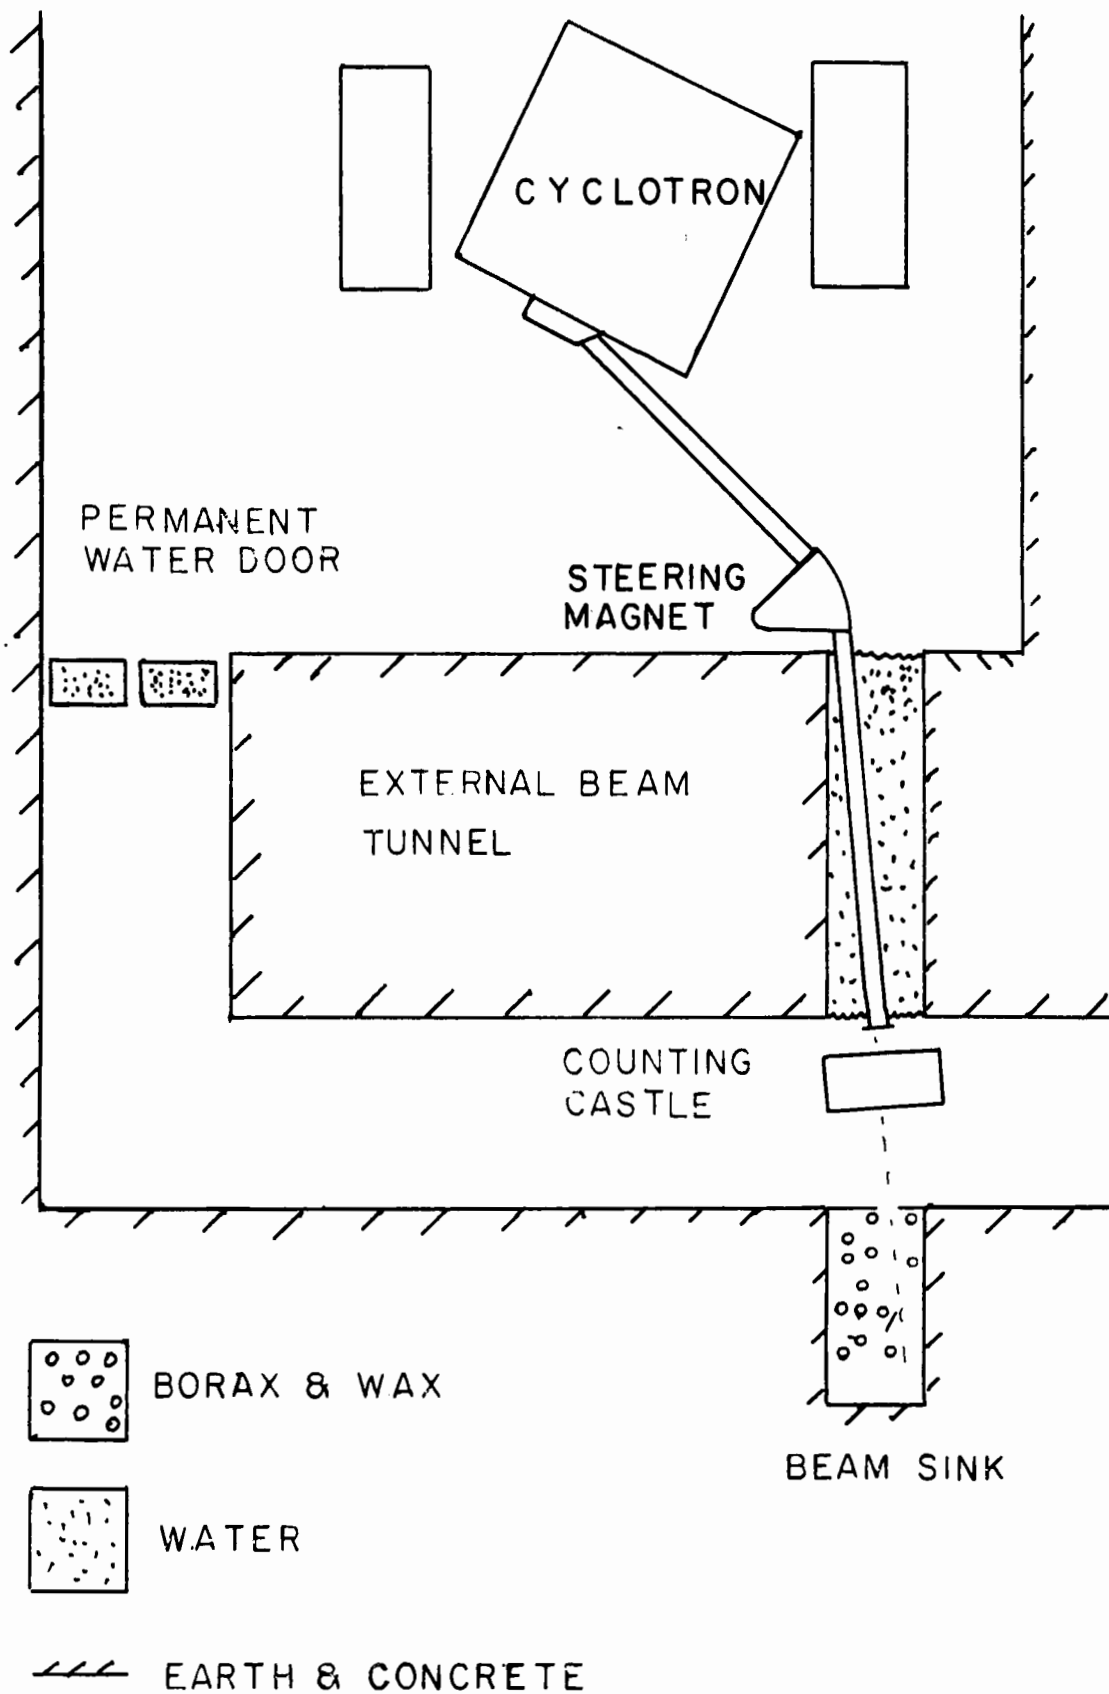 CYCLOTRON
PERMANENT
WATER DOOR
STEERING
MAGNET
EXTERNAL BEAM
TUNNEL
COUNTING
CASTLE
BORAX & WAX
BEAM SINK
WATER
EARTH & CONCRETE